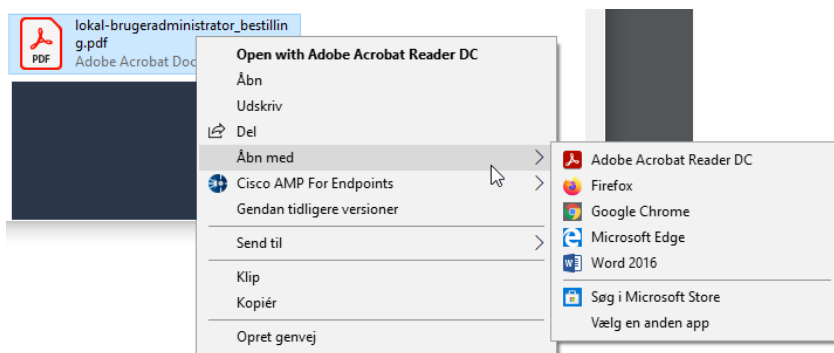 lokal-brugeradministrator_bestillin
g.pdf
PDF
Adobe Acrobat Doc
Open with Adobe Acrobat Reader DC
Åbn
Udskriv
Del
Åbn med
Cisco AMP For Endpoints
Gendan tidligere versioner
Send til
Klip
Kopiér
Opret genvej
Adobe Acrobat Reader DC
Firefox
Google Chrome
Microsoft Edge
Word 2016
Søg i Microsoft Store
Vælg en anden app